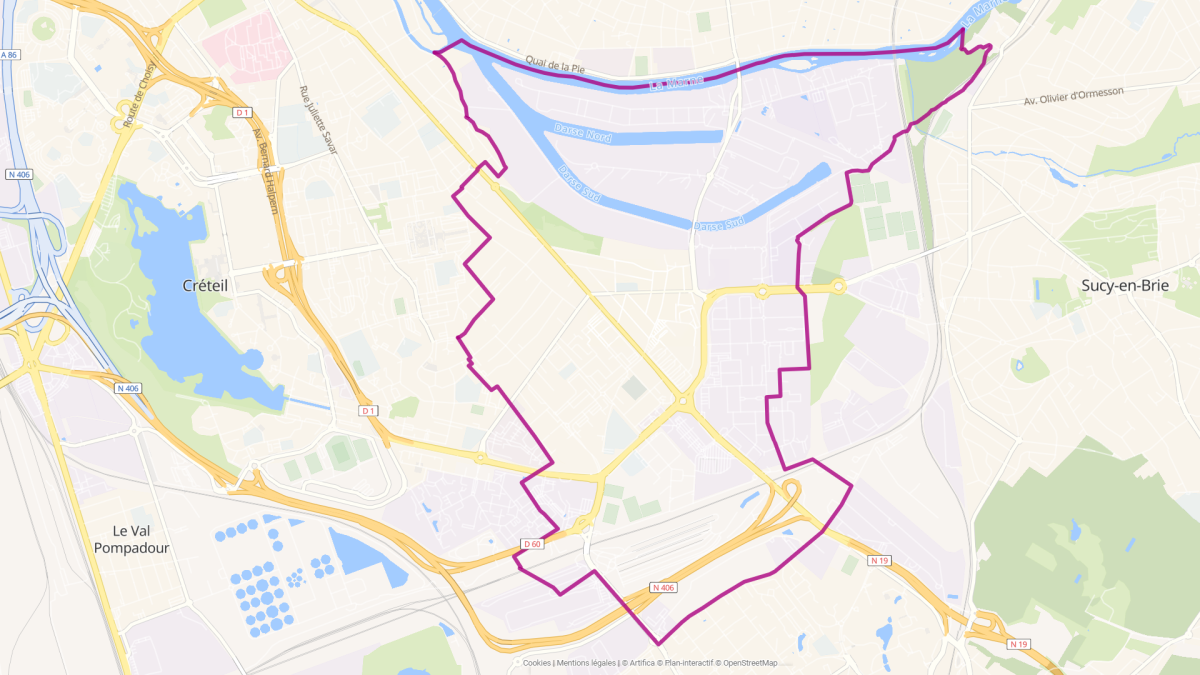 La Marne
A 86
Quai de la Pie
La Marne
Route de Choisy
Rue Juliette Savar
Av. Olivier d'Ormesson
D 1
Darse Nord
Av. Bernard Halpern
N 406
Darse Sud
Darse Sud
Créteil
Sucy-en-Brie
N 406
D 1
Le Val
Pompadour
D 60
N 19
N 406
N 19
Cookies | Mentions légales | © Artifica © Plan-interactif © OpenStreetMap